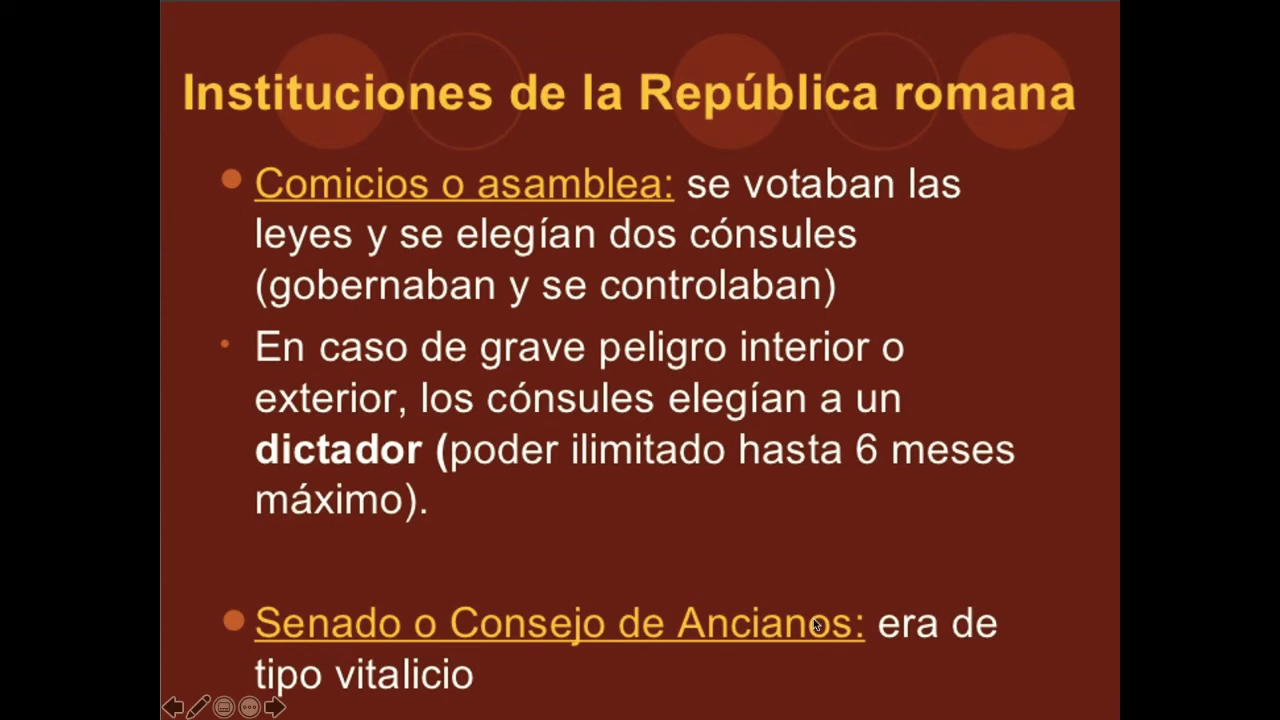 Instituciones de la República romana
Comicios o asamblea: se votaban las
leyes y se elegían dos cónsules
(gobernaban y se controlaban)
En caso de grave peligro interior o
exterior, los cónsules elegían a un
dictador (poder ilimitado hasta 6 meses
máximo).
Senado o Consejo de Ancianos: era de
tipo vitalicio